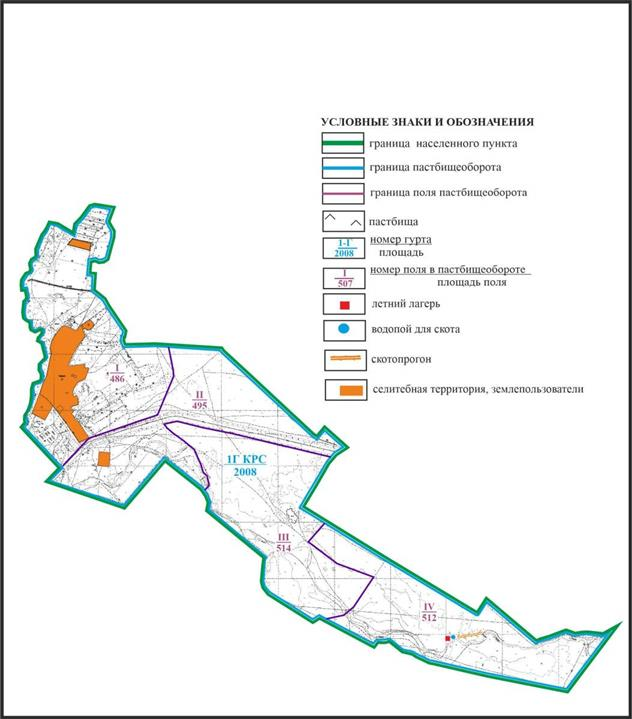 УСЛОВНЫЕ ЗНАКИ И ОБОЗНАЧЕНИЯ
граница населенного пункта
граница пастбищеоборота
граница поля пастбищеоборота
пастбища
1-Г
2008
номер гурта
площадь
I
507
номер поля в пастбищеобороте
площадь поля
летний лагерь
водопой для скота
скотопрогон
селитебная территория, землепользователи
I
486
II
495
1Г КРС
2008
III
514
IV
512